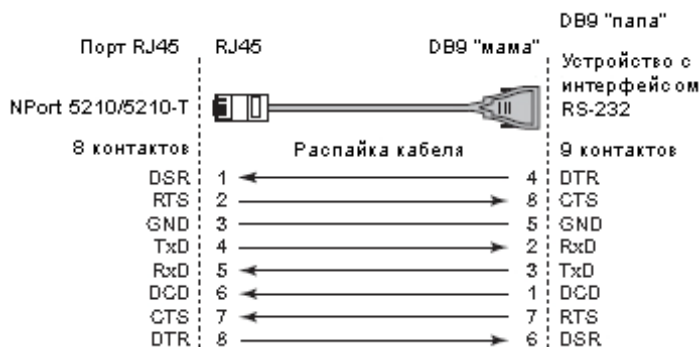 DB9 "папа"
Порт RJ45 RJ45 DB9 "мама" Устройство с
интерфейсом
NPort 5210/5210-T RS-232
8 контактов Распайка кабеля 9 контактов
DSR 1 4 DTR
RTS 2 8 CTS
GND 3 5 GND
TxD 4 2 RxD
RxD 5 3 TxD
DCD 6 1 DCD
CTS 7 7 RTS
DTR 8 6 DSR